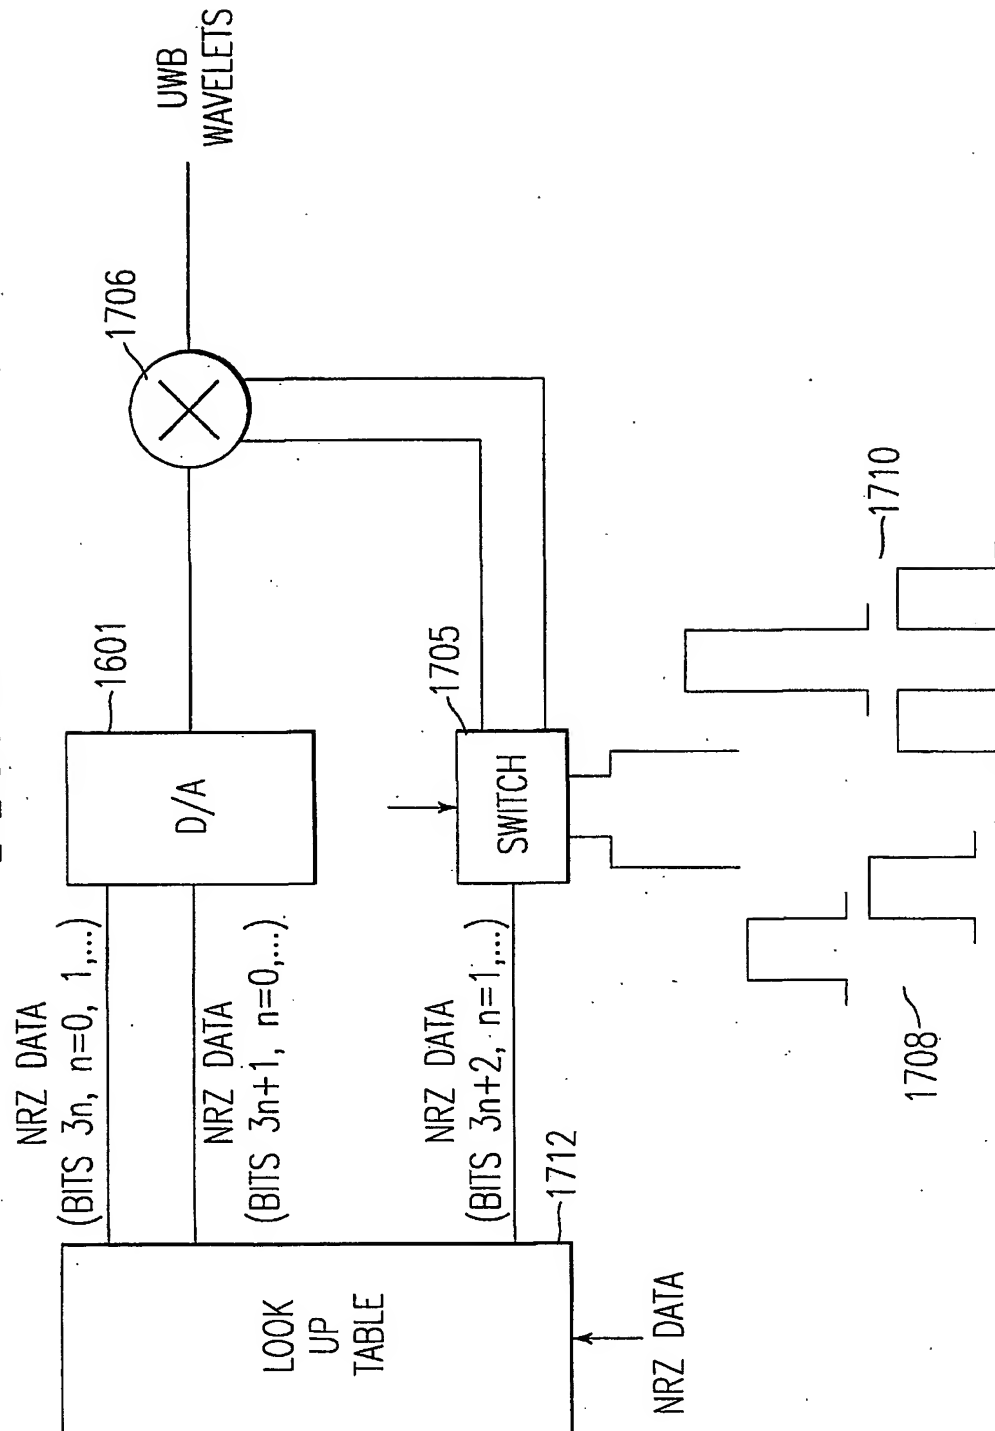 UWB
WAVELETS
1706
1601
D/A
1705
SWITCH
1710
1708
NRZ DATA
(BITS 3n, n=0, 1,...)
NRZ DATA
(BITS 3n+1, n=0,...)
NRZ DATA
(BITS 3n+2, n=1,...)
1712
LOOK
UP
TABLE
NRZ DATA